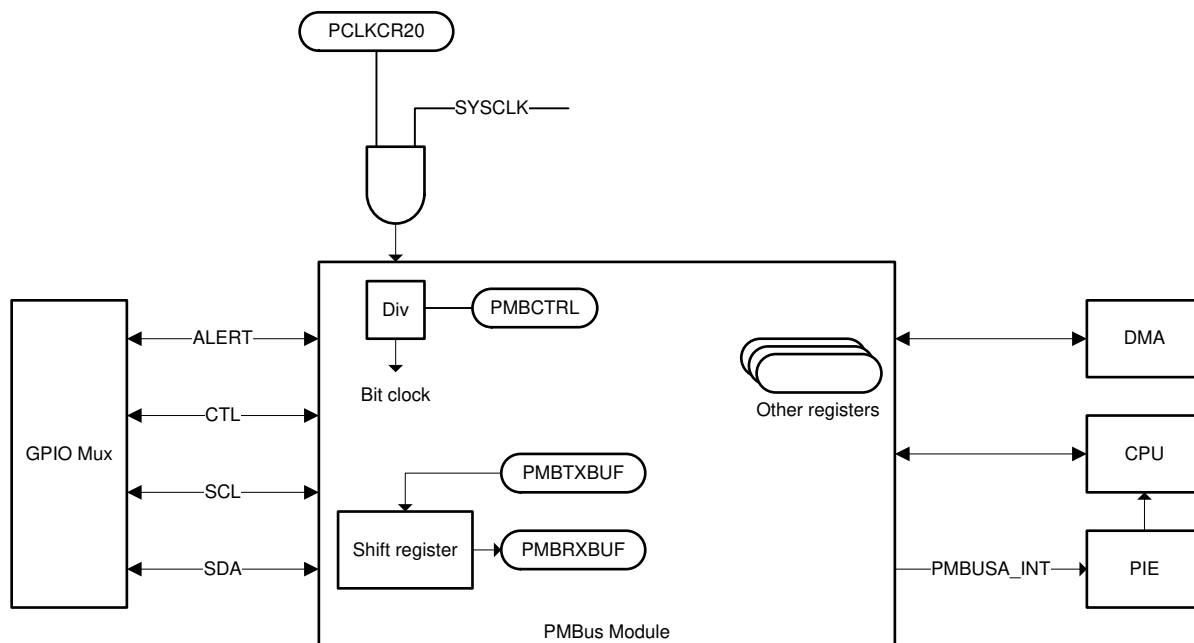 PCLKCR20
SYSCLK
Div
PMBCTRL
ALERT
DMA
Bit clock
Other registers
CTL
GPIO Mux
CPU
PMBTXBUF
SCL
Shift register
PMBRXBUF
SDA
PMBUSA_INT
PIE
PMBus Module